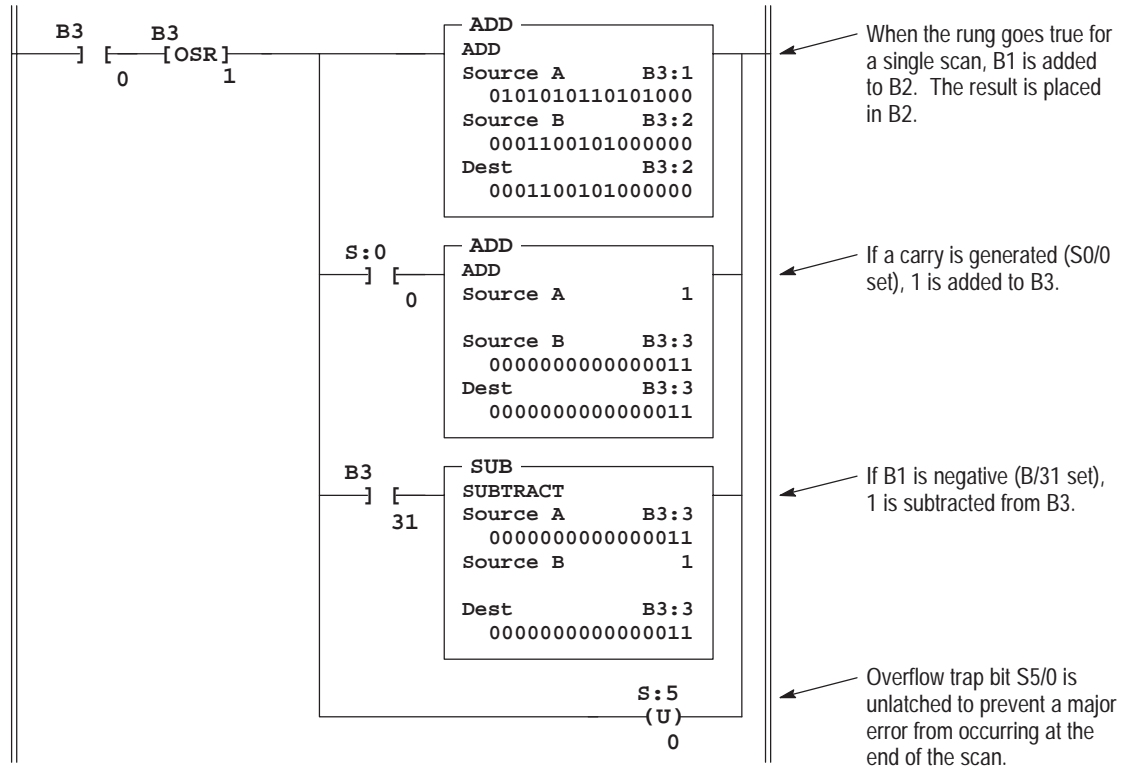 B3 B3
] [ [OSR]
0 1
ADD
ADD
Source A B3:1
0101010110101000
Source B B3:2
0001100101000000
Dest B3:2
0001100101000000
When the rung goes true for
a single scan, B1 is added
to B2. The result is placed
in B2.
S:0
] [
0
ADD
ADD
Source A 1
Source B B3:3
0000000000000011
Dest B3:3
0000000000000011
If a carry is generated (S0/0
set), 1 is added to B3.
B3
] [
31
SUB
SUBTRACT
Source A B3:3
0000000000000011
Source B 1
Dest B3:3
0000000000000011
If B1 is negative (B/31 set),
1 is subtracted from B3.
S:5
(U)
0
Overflow trap bit S5/0 is
unlatched to prevent a major
error from occurring at the
end of the scan.